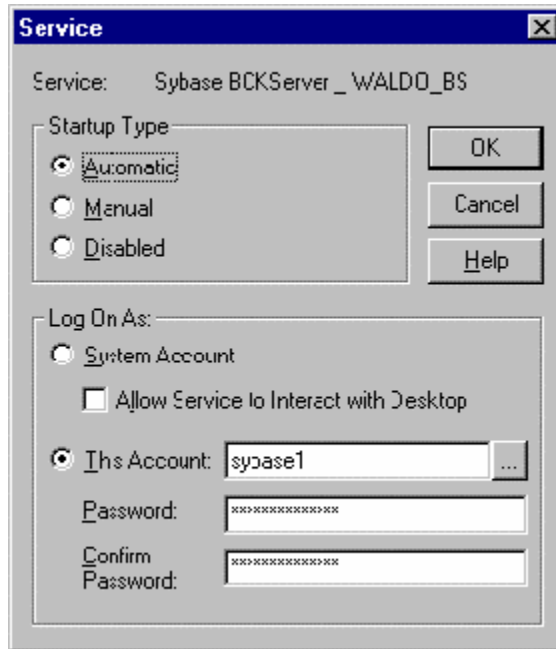 Service
Service: Sybase BCKServer _ WALDO_BS
Startup Type
Automatic
Manual
Disabled
OK
Cancel
Help
Log On As:
System Account
Allow Service to Interact with Desktop
This Account: sybase1 ...
Password: **************
Confirm
Password: **************